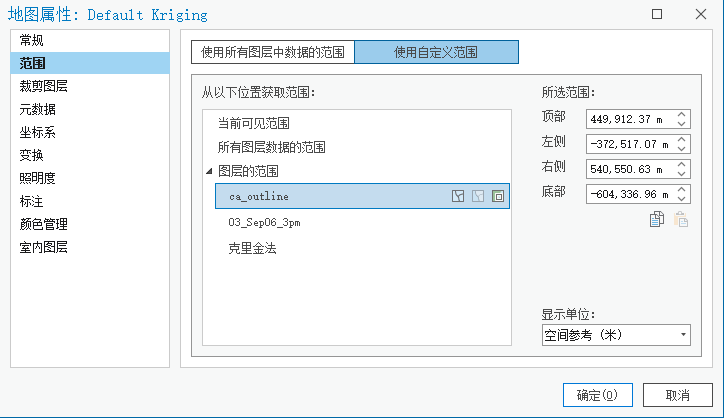 地图属性: Default Kriging
常规
范围
裁剪图层
元数据
坐标系
变换
照明度
标注
颜色管理
室内图层
使用所有图层中数据的范围
使用自定义范围
从以下位置获取范围:
当前可见范围
所有图层数据的范围
图层的范围
ca_outline
03_Sep06_3pm
克里金法
所选范围:
顶部 449,912.37 m
左侧 -372,517.07 m
右侧 540,550.63 m
底部 -604,336.96 m
显示单位:
空间参考 (米)
确定(O)
取消